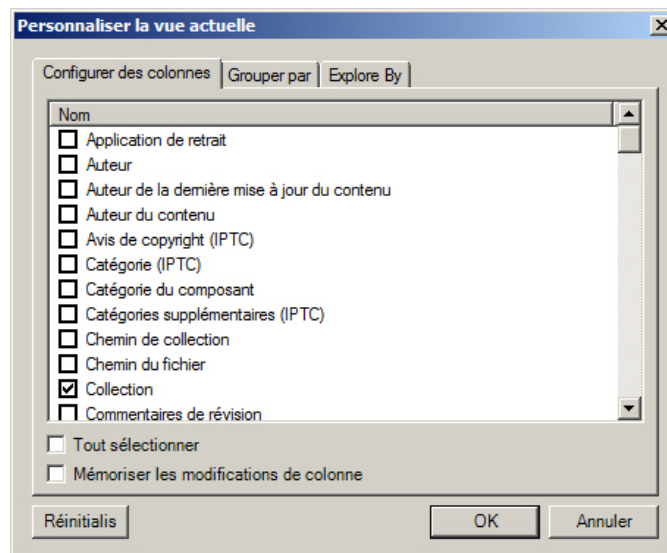 Personnaliser la vue actuelle
Configurer des colonnes Grouper par Explore By
Nom
Application de retrait
Auteur
Auteur de la dernière mise à jour du contenu
Auteur du contenu
Avis de copyright (IPTC)
Catégorie (IPTC)
Catégorie du composant
Catégories supplémentaires (IPTC)
Chemin de collection
Chemin du fichier
Collection
Commentaires de révision
Tout sélectionner
Mémoriser les modifications de colonne
Réinitialis OK Annuler